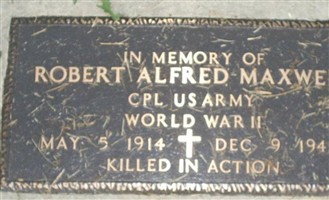 IN MEMORY OF
ROBERT ALFRED MAXWE
CPL US ARMY
WORLD WAR II
MAY 5 1914 ✝ DEC 9 194
KILLED IN ACTION